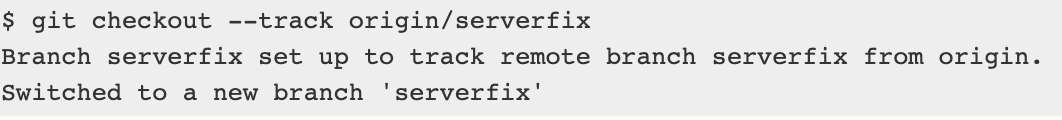 $ git checkout --track origin/serverfix
Branch serverfix set up to track remote branch serverfix from origin.
Switched to a new branch 'serverfix'